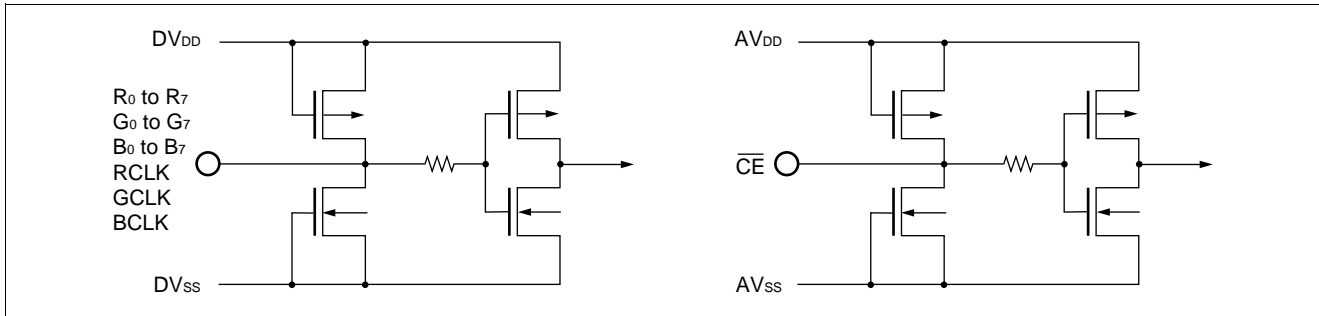 DVDD
R0 to R7
G0 to G7
B0 to B7
RCLK
GCLK
BCLK
DVSS
AVDD
CE
AVSS